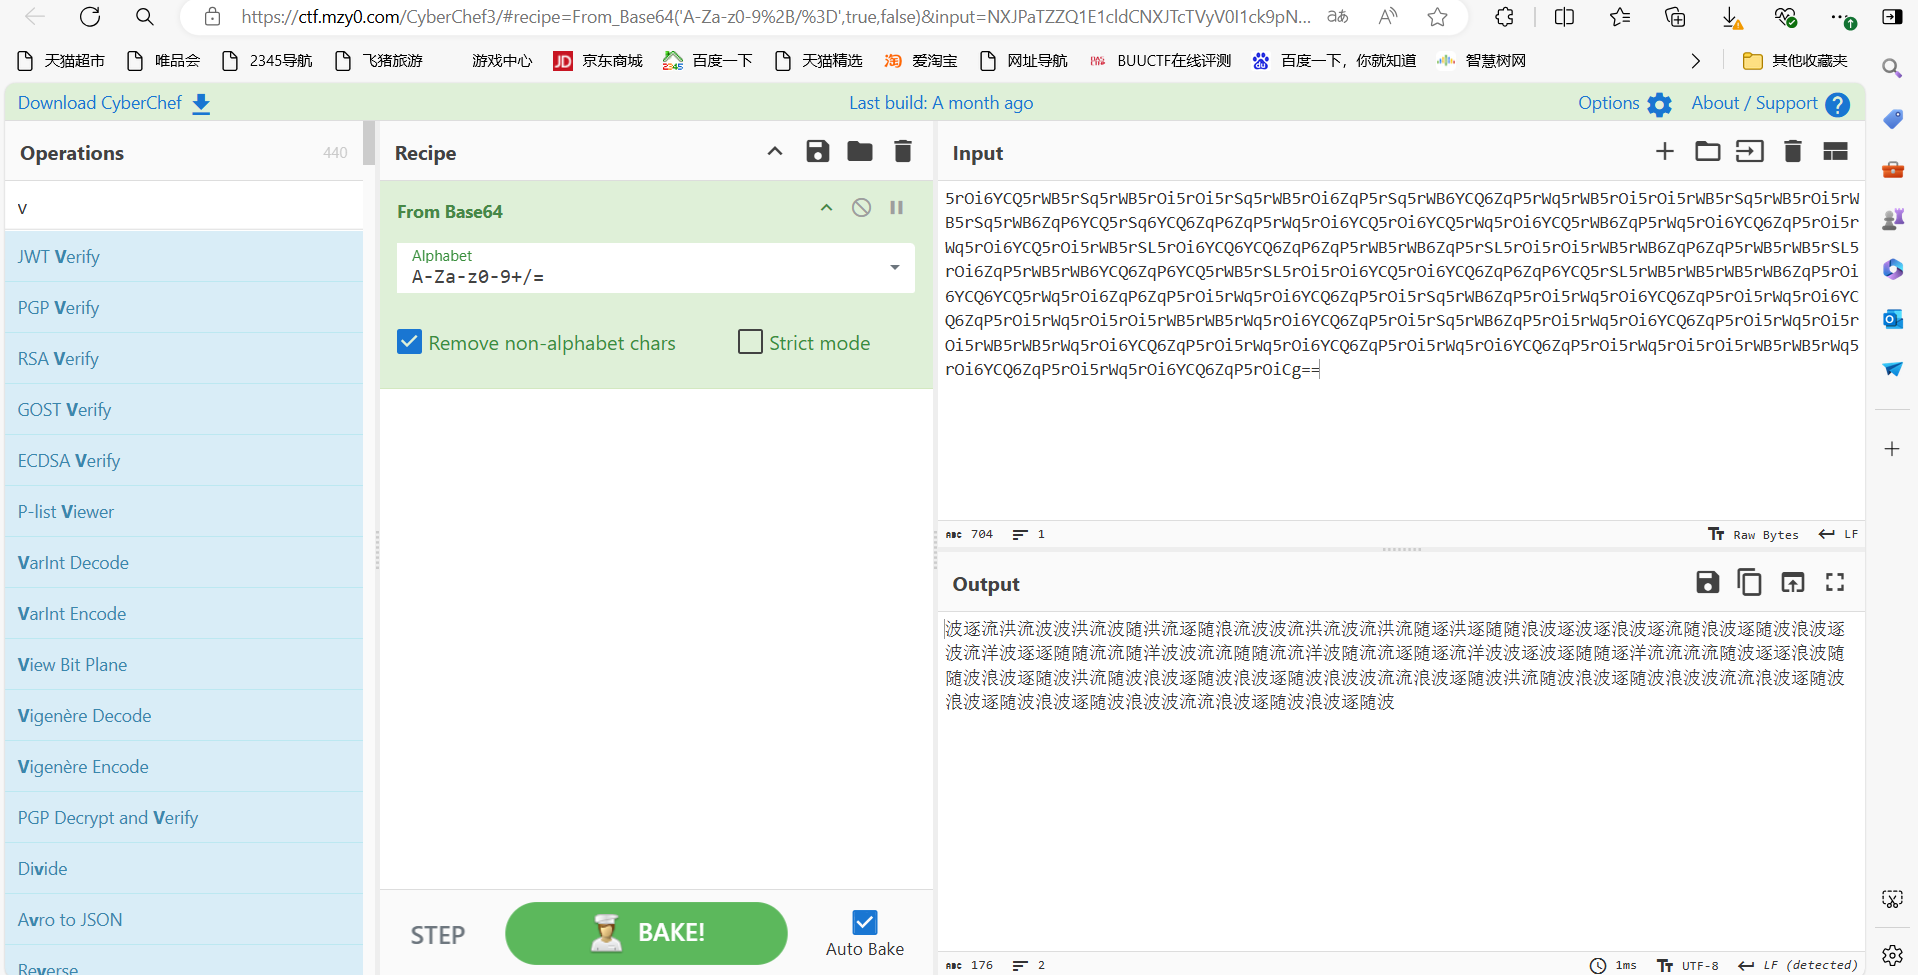 https://ctf.mzy0.com/CyberChef3/#recipe=From_Base64('A-Za-z0-9%2B/%3D',true,false)&input=NXJPaTZZQ1E1cldCNXJTcTVyV0I1ck9pN...
天猫超市 唯品会 2345导航 飞猪旅游 游戏中心 京东商城 百度一下 天猫精选 爱淘宝 网址导航 BUUCTF在线评测 百度一下，你就知道 智慧树网 其他收藏夹
Download CyberChef Last build: A month ago Options About / Support
Operations 440
v
JWT Verify
PGP Verify
RSA Verify
GOST Verify
ECDSA Verify
P-list Viewer
VarInt Decode
VarInt Encode
View Bit Plane
Vigenère Decode
Vigenère Encode
PGP Decrypt and Verify
Divide
Avro to JSON
Reverse
Recipe
From Base64
Alphabet
A-Za-z0-9+/=
Remove non-alphabet chars Strict mode
STEP
BAKE!
Auto Bake
Input
5rOi6YCQ5rWB5rSq5rWB5rOi5rOi5rSq5rWB5rOi6ZqP5rSq5rWB6YCQ6ZqP5rWq5rWB5rOi5rOi5rWB5rSq5rWB5rOi5rW
B5rSq5rWB6ZqP6YCQ5rSq6YCQ6ZqP6ZqP5rWq5rOi6YCQ5rOi6YCQ5rWq5rOi6YCQ5rWB6ZqP5rWq5rOi6YCQ6ZqP5rOi5r
Wq5rOi6YCQ5rOi5rWB5rSL5rOi6YCQ6YCQ6ZqP6ZqP5rWB5rWB6ZqP5rSL5rOi5rOi5rWB5rWB6ZqP6ZqP5rWB5rWB5rSL5
rOi6ZqP5rWB5rWB6YCQ6ZqP6YCQ5rWB5rSL5rOi5rOi6YCQ5rOi6YCQ6ZqP6ZqP6YCQ5rSL5rWB5rWB5rWB5rWB6ZqP5rOi
6YCQ6YCQ5rWq5rOi6ZqP6ZqP5rOi5rWq5rOi6YCQ6ZqP5rOi5rSq5rWB6ZqP5rOi5rWq5rOi6YCQ6ZqP5rOi5rWq5rOi6YC
Q6ZqP5rOi5rWq5rOi5rOi5rWB5rWB5rWq5rOi6YCQ6ZqP5rOi5rSq5rWB6ZqP5rOi5rWq5rOi6YCQ6ZqP5rOi5rWq5rOi5r
Oi5rWB5rWB5rWq5rOi6YCQ6ZqP5rOi5rWq5rOi6YCQ6ZqP5rOi5rWq5rOi6YCQ6ZqP5rOi5rWq5rOi5rOi5rWB5rWB5rWq5
rOi6YCQ6ZqP5rOi5rWq5rOi6YCQ6ZqP5rOiCg==
704 1 Raw Bytes LF
Output
波逐流洪流波波洪流波随洪流逐随浪流波波流洪流波流洪流随逐洪逐随随浪波逐波逐浪波逐流随浪波逐随波浪波逐
波流洋波逐逐随随流流随洋波波流流随随流流洋波随流流逐随逐流洋波波逐波逐随随逐洋流流流流随波逐逐浪波随
随波浪波逐随波洪流随波浪波逐随波浪波逐随波浪波波流流浪波逐随波洪流随波浪波逐随波浪波波流流浪波逐随波
浪波逐随波浪波逐随波浪波波流流浪波逐随波浪波逐随波
176 2 1ms UTF-8 LF (detected)